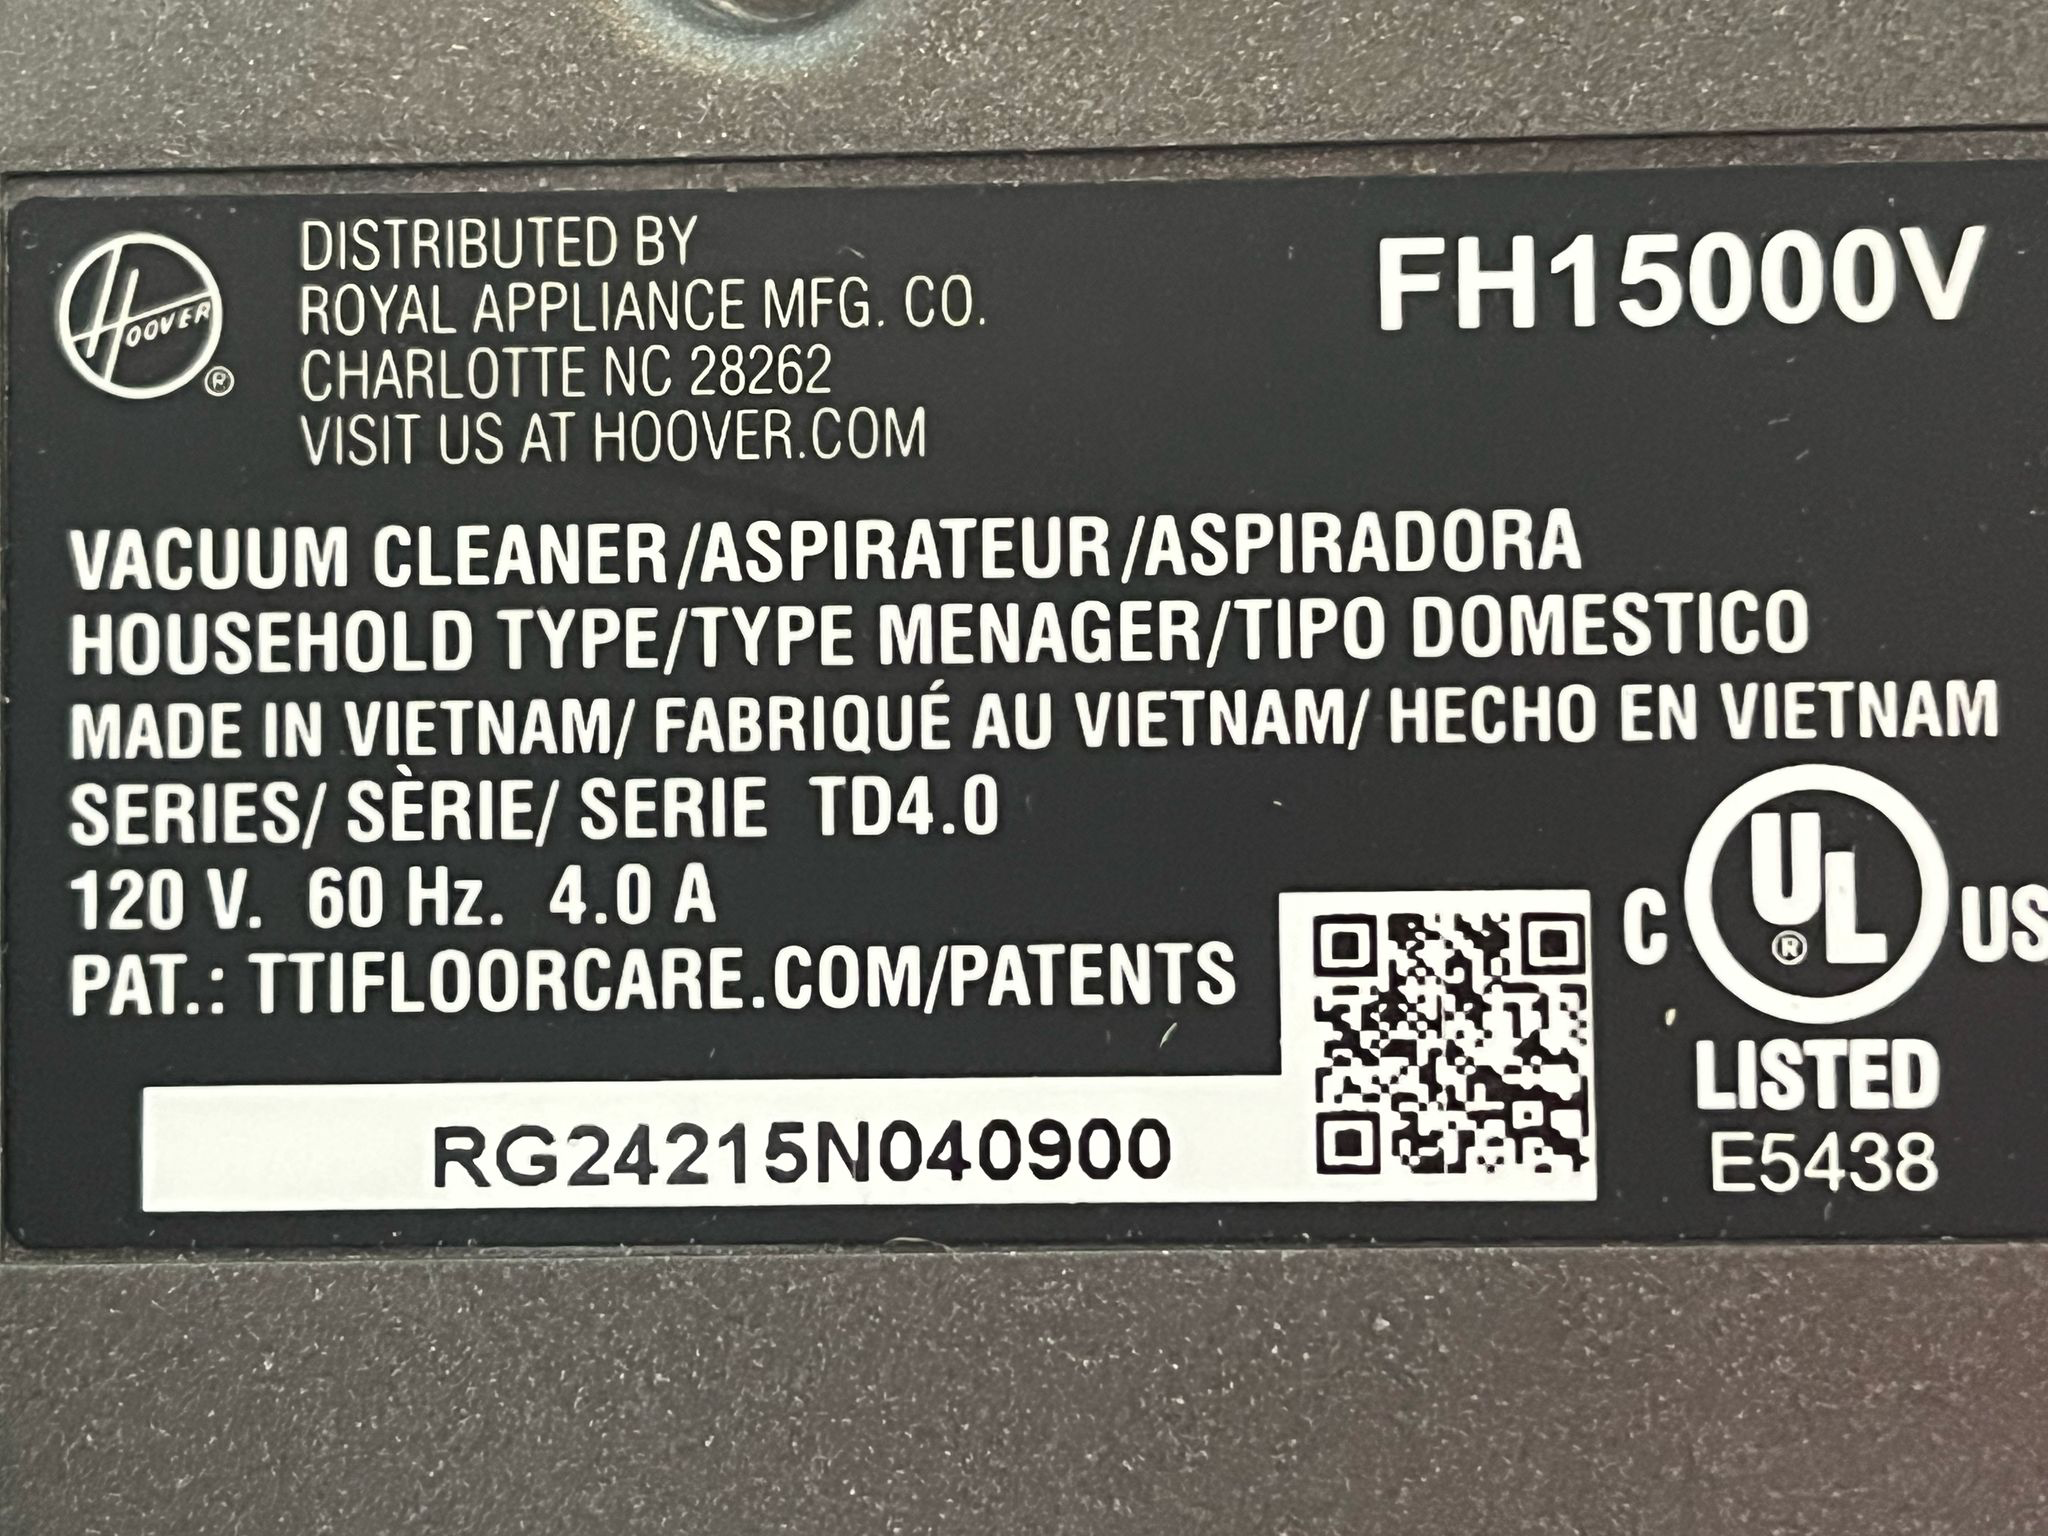 HOOVER
®
DISTRIBUTED BY
ROYAL APPLIANCE MFG. CO.
CHARLOTTE NC 28262
VISIT US AT HOOVER.COM
FH15000V
VACUUM CLEANER/ASPIRATEUR/ASPIRADORA
HOUSEHOLD TYPE/TYPE MENAGER/TIPO DOMESTICO
MADE IN VIETNAM/ FABRIQUÉ AU VIETNAM/ HECHO EN VIETNAM
SERIES/ SÈRIE/ SERIE TD4.0
120 V. 60 Hz. 4.0 A
PAT.: TTIFLOORCARE.COM/PATENTS
C UL® US
LISTED
E5438
RG24215N040900